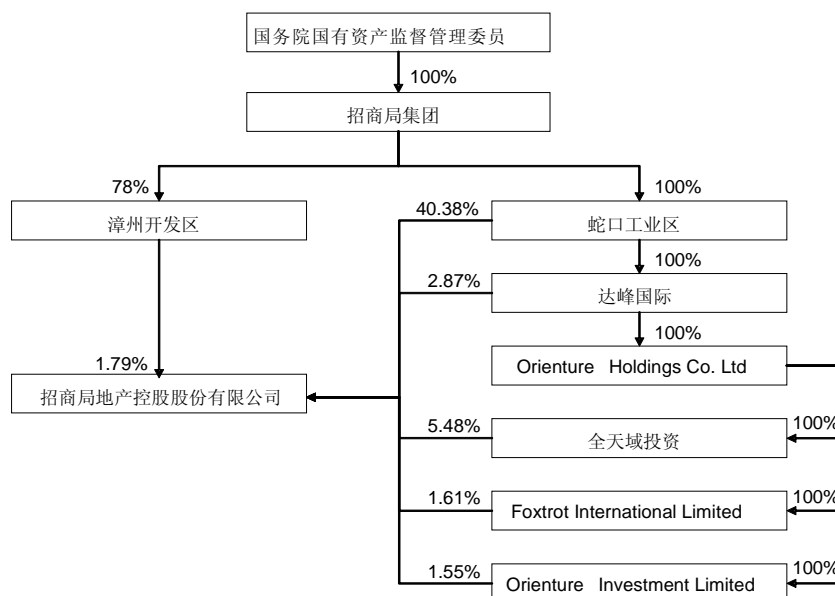 国务院国有资产监督管理委员
100%
招商局集团
78%
100%
漳州开发区
40.38%
蛇口工业区
100%
2.87%
达峰国际
100%
1.79%
Orienture Holdings Co. Ltd
招商局地产控股股份有限公司
5.48%
全天域投资
100%
1.61%
Foxtrot International Limited
100%
1.55%
Orienture Investment Limited
100%